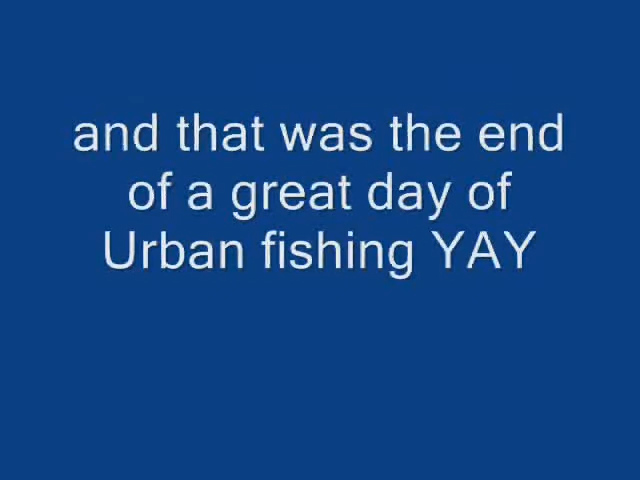 and that was the end
of a great day of
Urban fishing YAY